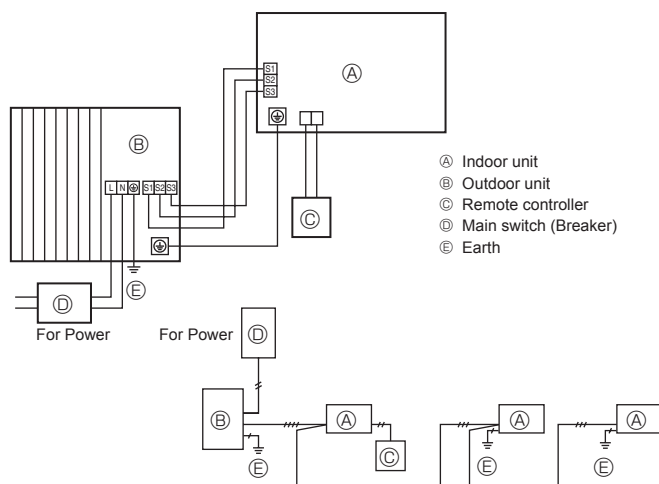 S1
S2
S3
Ⓐ
Ⓑ
L N S1 S2 S3
Ⓒ
Ⓐ Indoor unit
Ⓑ Outdoor unit
Ⓒ Remote controller
Ⓓ Main switch (Breaker)
Ⓔ Earth
Ⓔ
Ⓓ
For Power
For Power Ⓓ
Ⓑ Ⓐ Ⓐ Ⓐ
Ⓔ Ⓒ Ⓔ Ⓔ